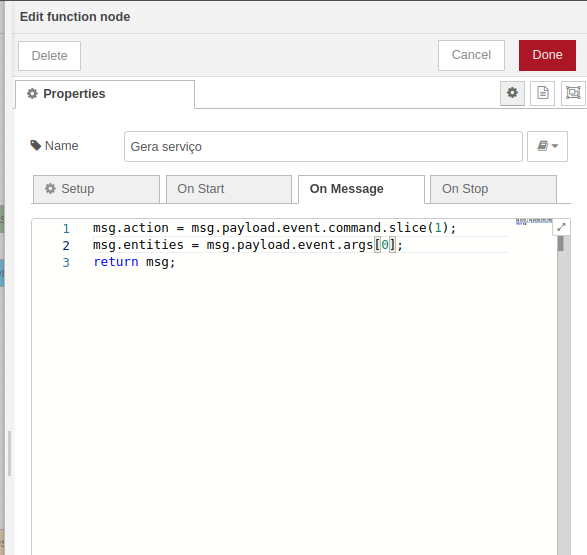 Edit function node
Delete
Cancel
Done
Properties
Name
Gera serviço
Setup
On Start
On Message
On Stop
1 msg.action = msg.payload.event.command.slice(1);
2 msg.entities = msg.payload.event.args[0];
3 return msg;